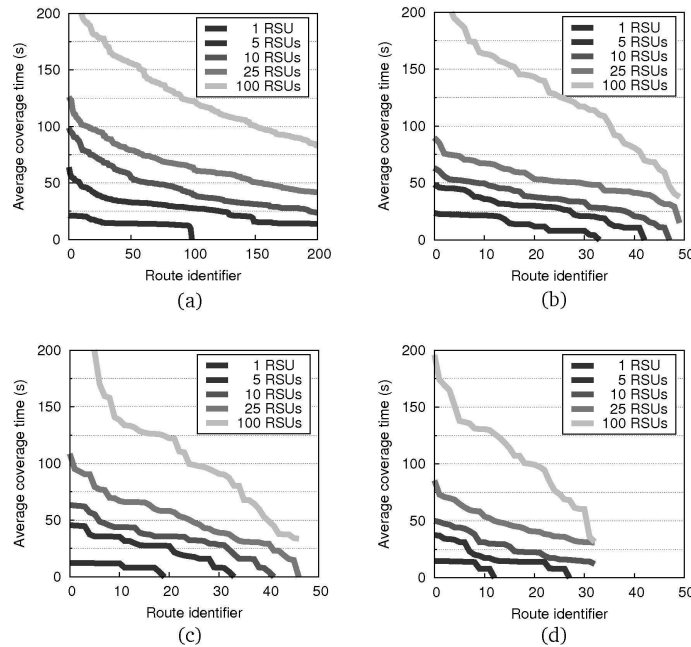 200
150
100
50
0
Average coverage time (s)
1 RSU
5 RSUs
10 RSUs
25 RSUs
100 RSUs
0 50 100 150 200
Route identifier
(a)
200
150
100
50
0
Average coverage time (s)
1 RSU
5 RSUs
10 RSUs
25 RSUs
100 RSUs
0 10 20 30 40 50
Route identifier
(b)
200
150
100
50
0
Average coverage time (s)
1 RSU
5 RSUs
10 RSUs
25 RSUs
100 RSUs
0 10 20 30 40 50
Route identifier
(c)
200
150
100
50
0
Average coverage time (s)
1 RSU
5 RSUs
10 RSUs
25 RSUs
100 RSUs
0 10 20 30 40 50
Route identifier
(d)